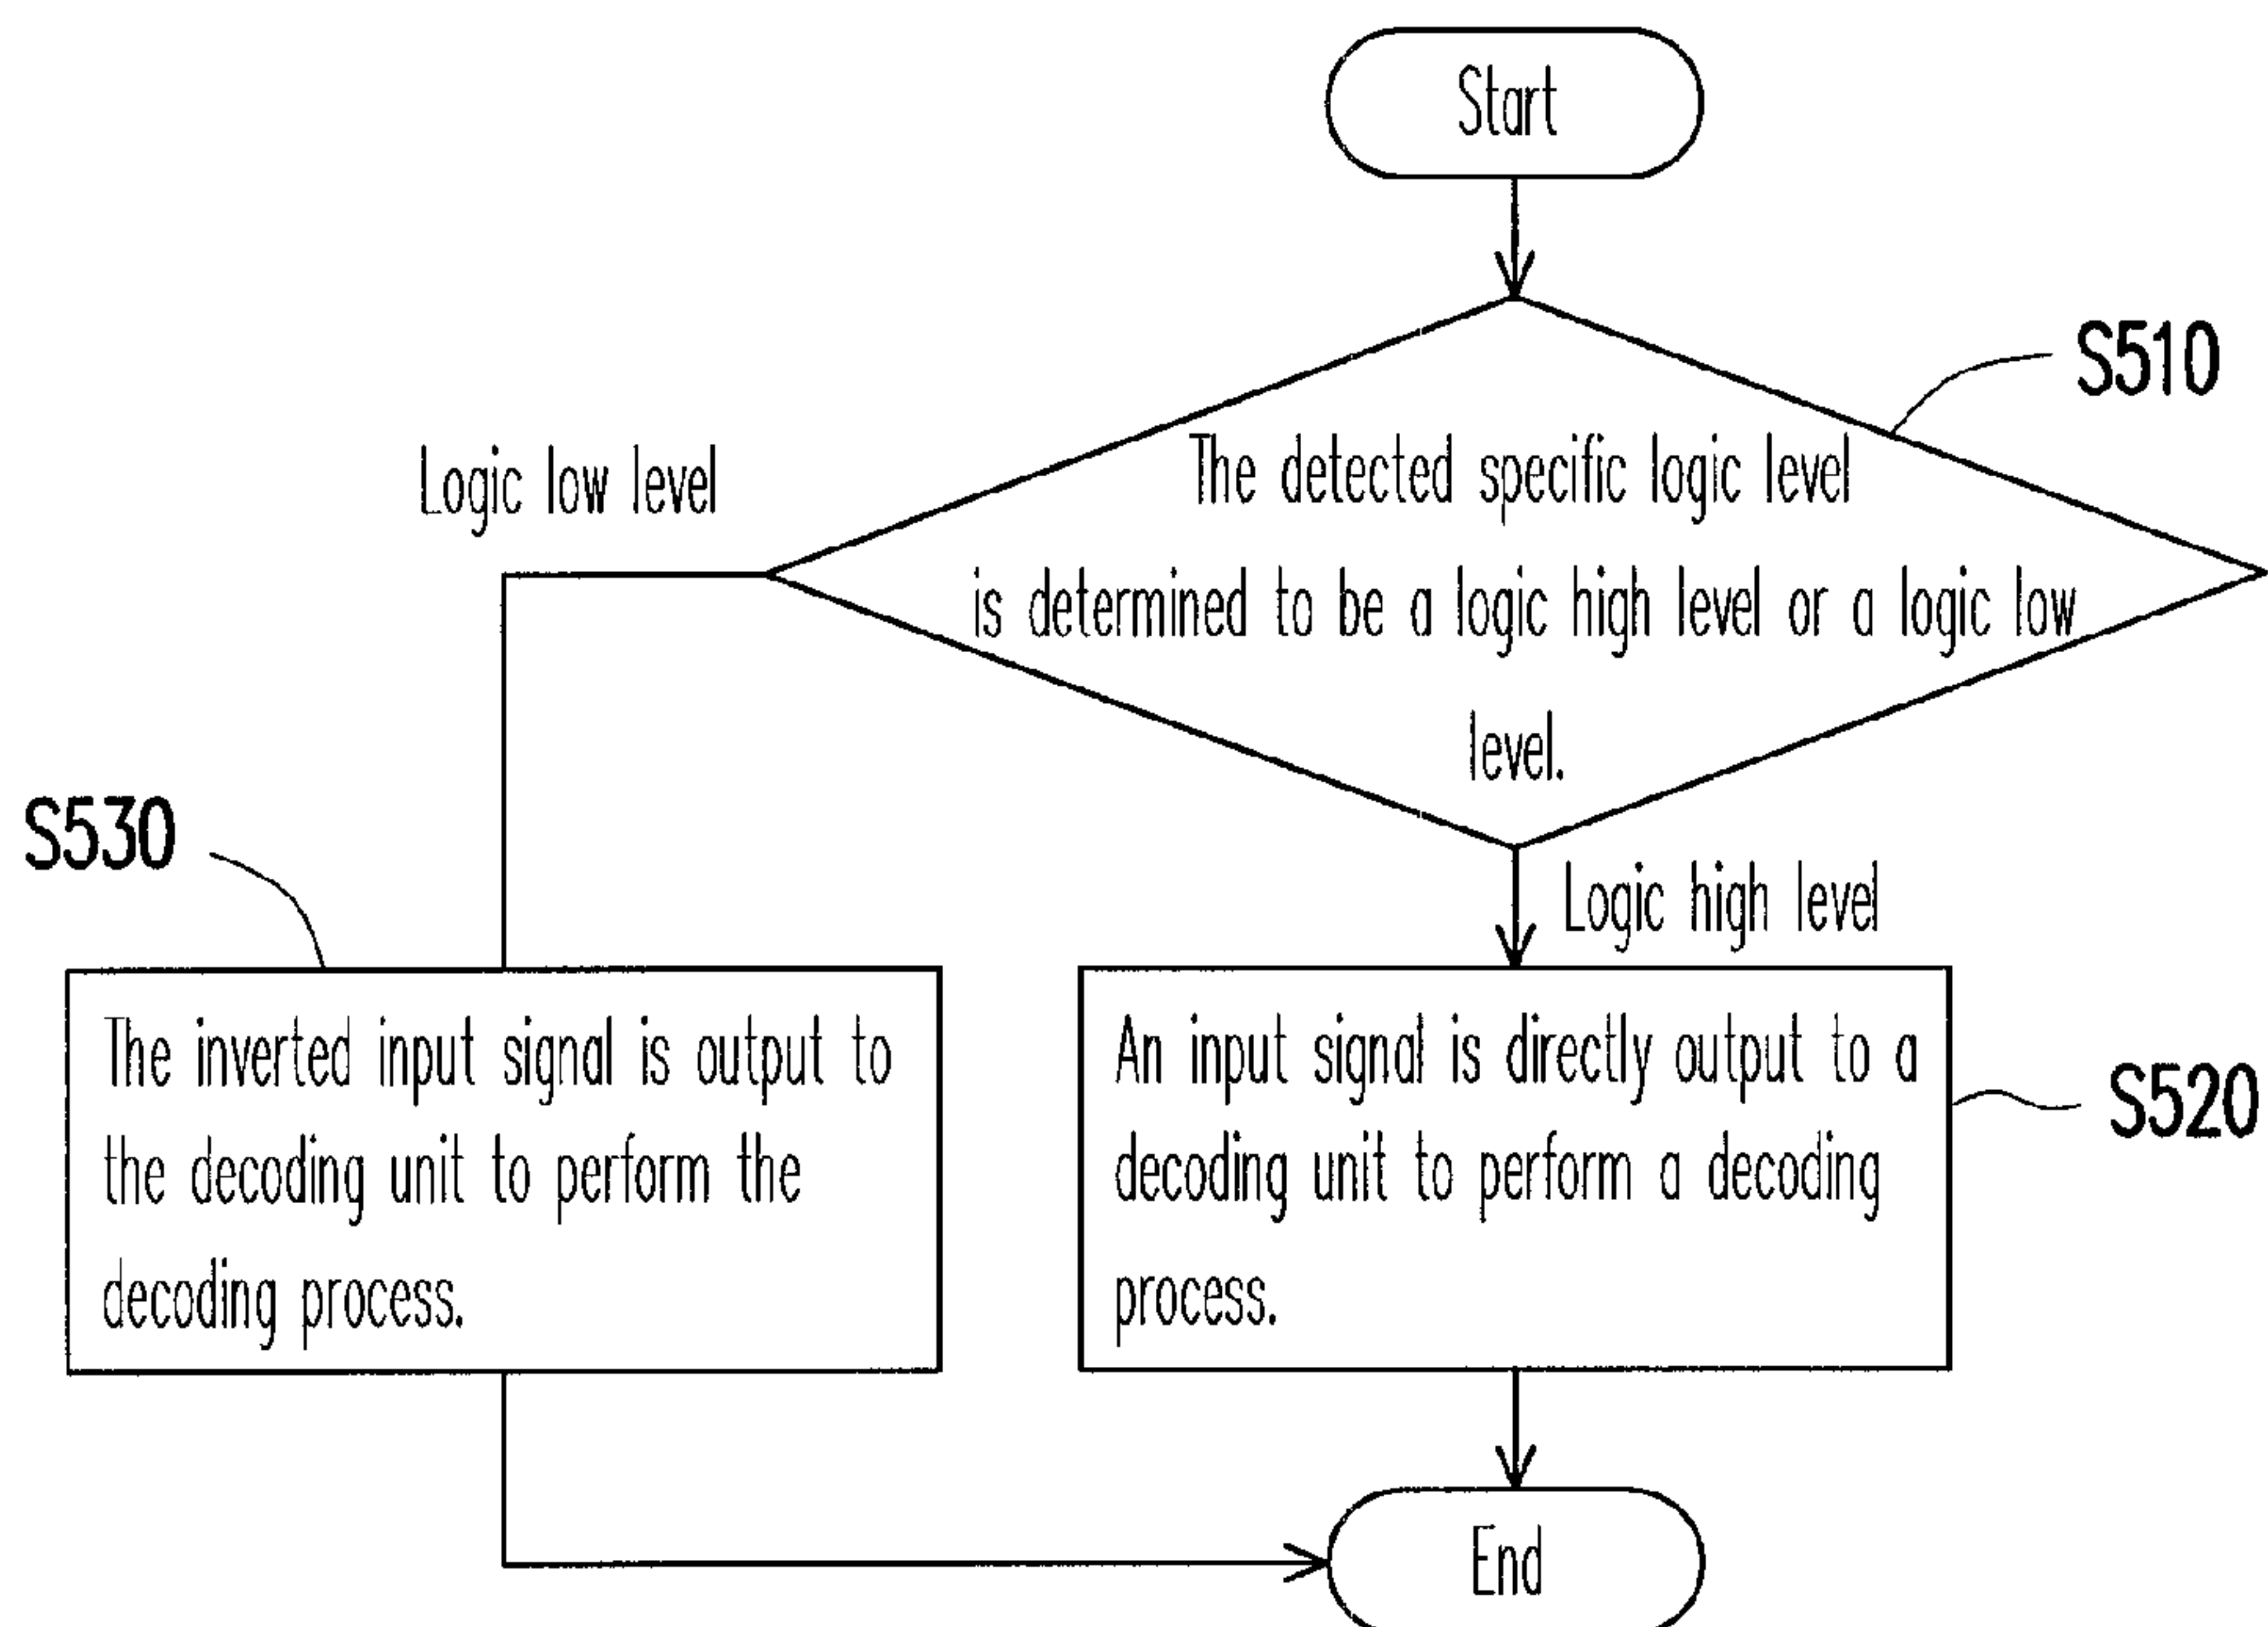 Start
S510
The detected specific logic level
is determined to be a logic high level or a logic low
level.
Logic low level
Logic high level
S530
The inverted input signal is output to
the decoding unit to perform the
decoding process.
An input signal is directly output to a
decoding unit to perform a decoding
process.
S520
End